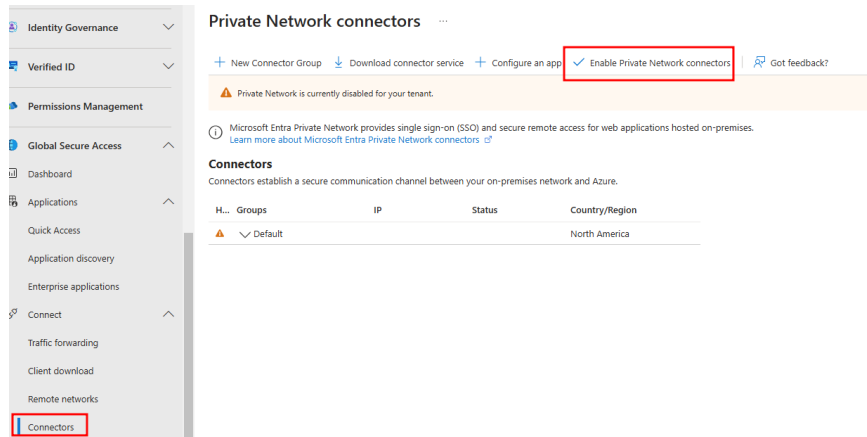 Identity Governance
Verified ID
Permissions Management
Global Secure Access
Dashboard
Applications
Quick Access
Application discovery
Enterprise applications
Connect
Traffic forwarding
Client download
Remote networks
Connectors
Private Network connectors ...
New Connector Group Download connector service Configure an app Enable Private Network connectors Got feedback?
Private Network is currently disabled for your tenant.
Microsoft Entra Private Network provides single sign-on (SSO) and secure remote access for web applications hosted on-premises.
Learn more about Microsoft Entra Private Network connectors
Connectors
Connectors establish a secure communication channel between your on-premises network and Azure.
H... Groups IP Status Country/Region
Default North America